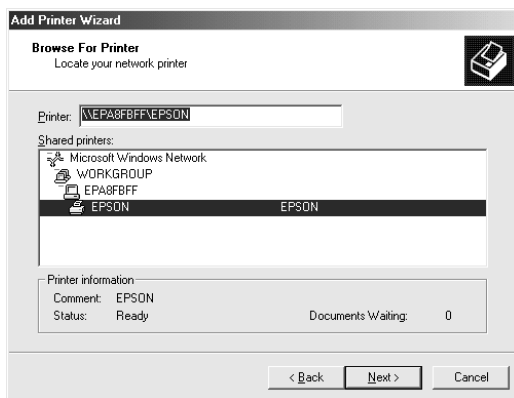 Add Printer Wizard
Browse For Printer
Locate your network printer
Printer: \\EPA8FBFF\EPSON
Shared printers:
Microsoft Windows Network
WORKGROUP
EPA8FBFF
EPSON EPSON
Printer information
Comment: EPSON
Status: Ready Documents Waiting: 0
< Back Next > Cancel